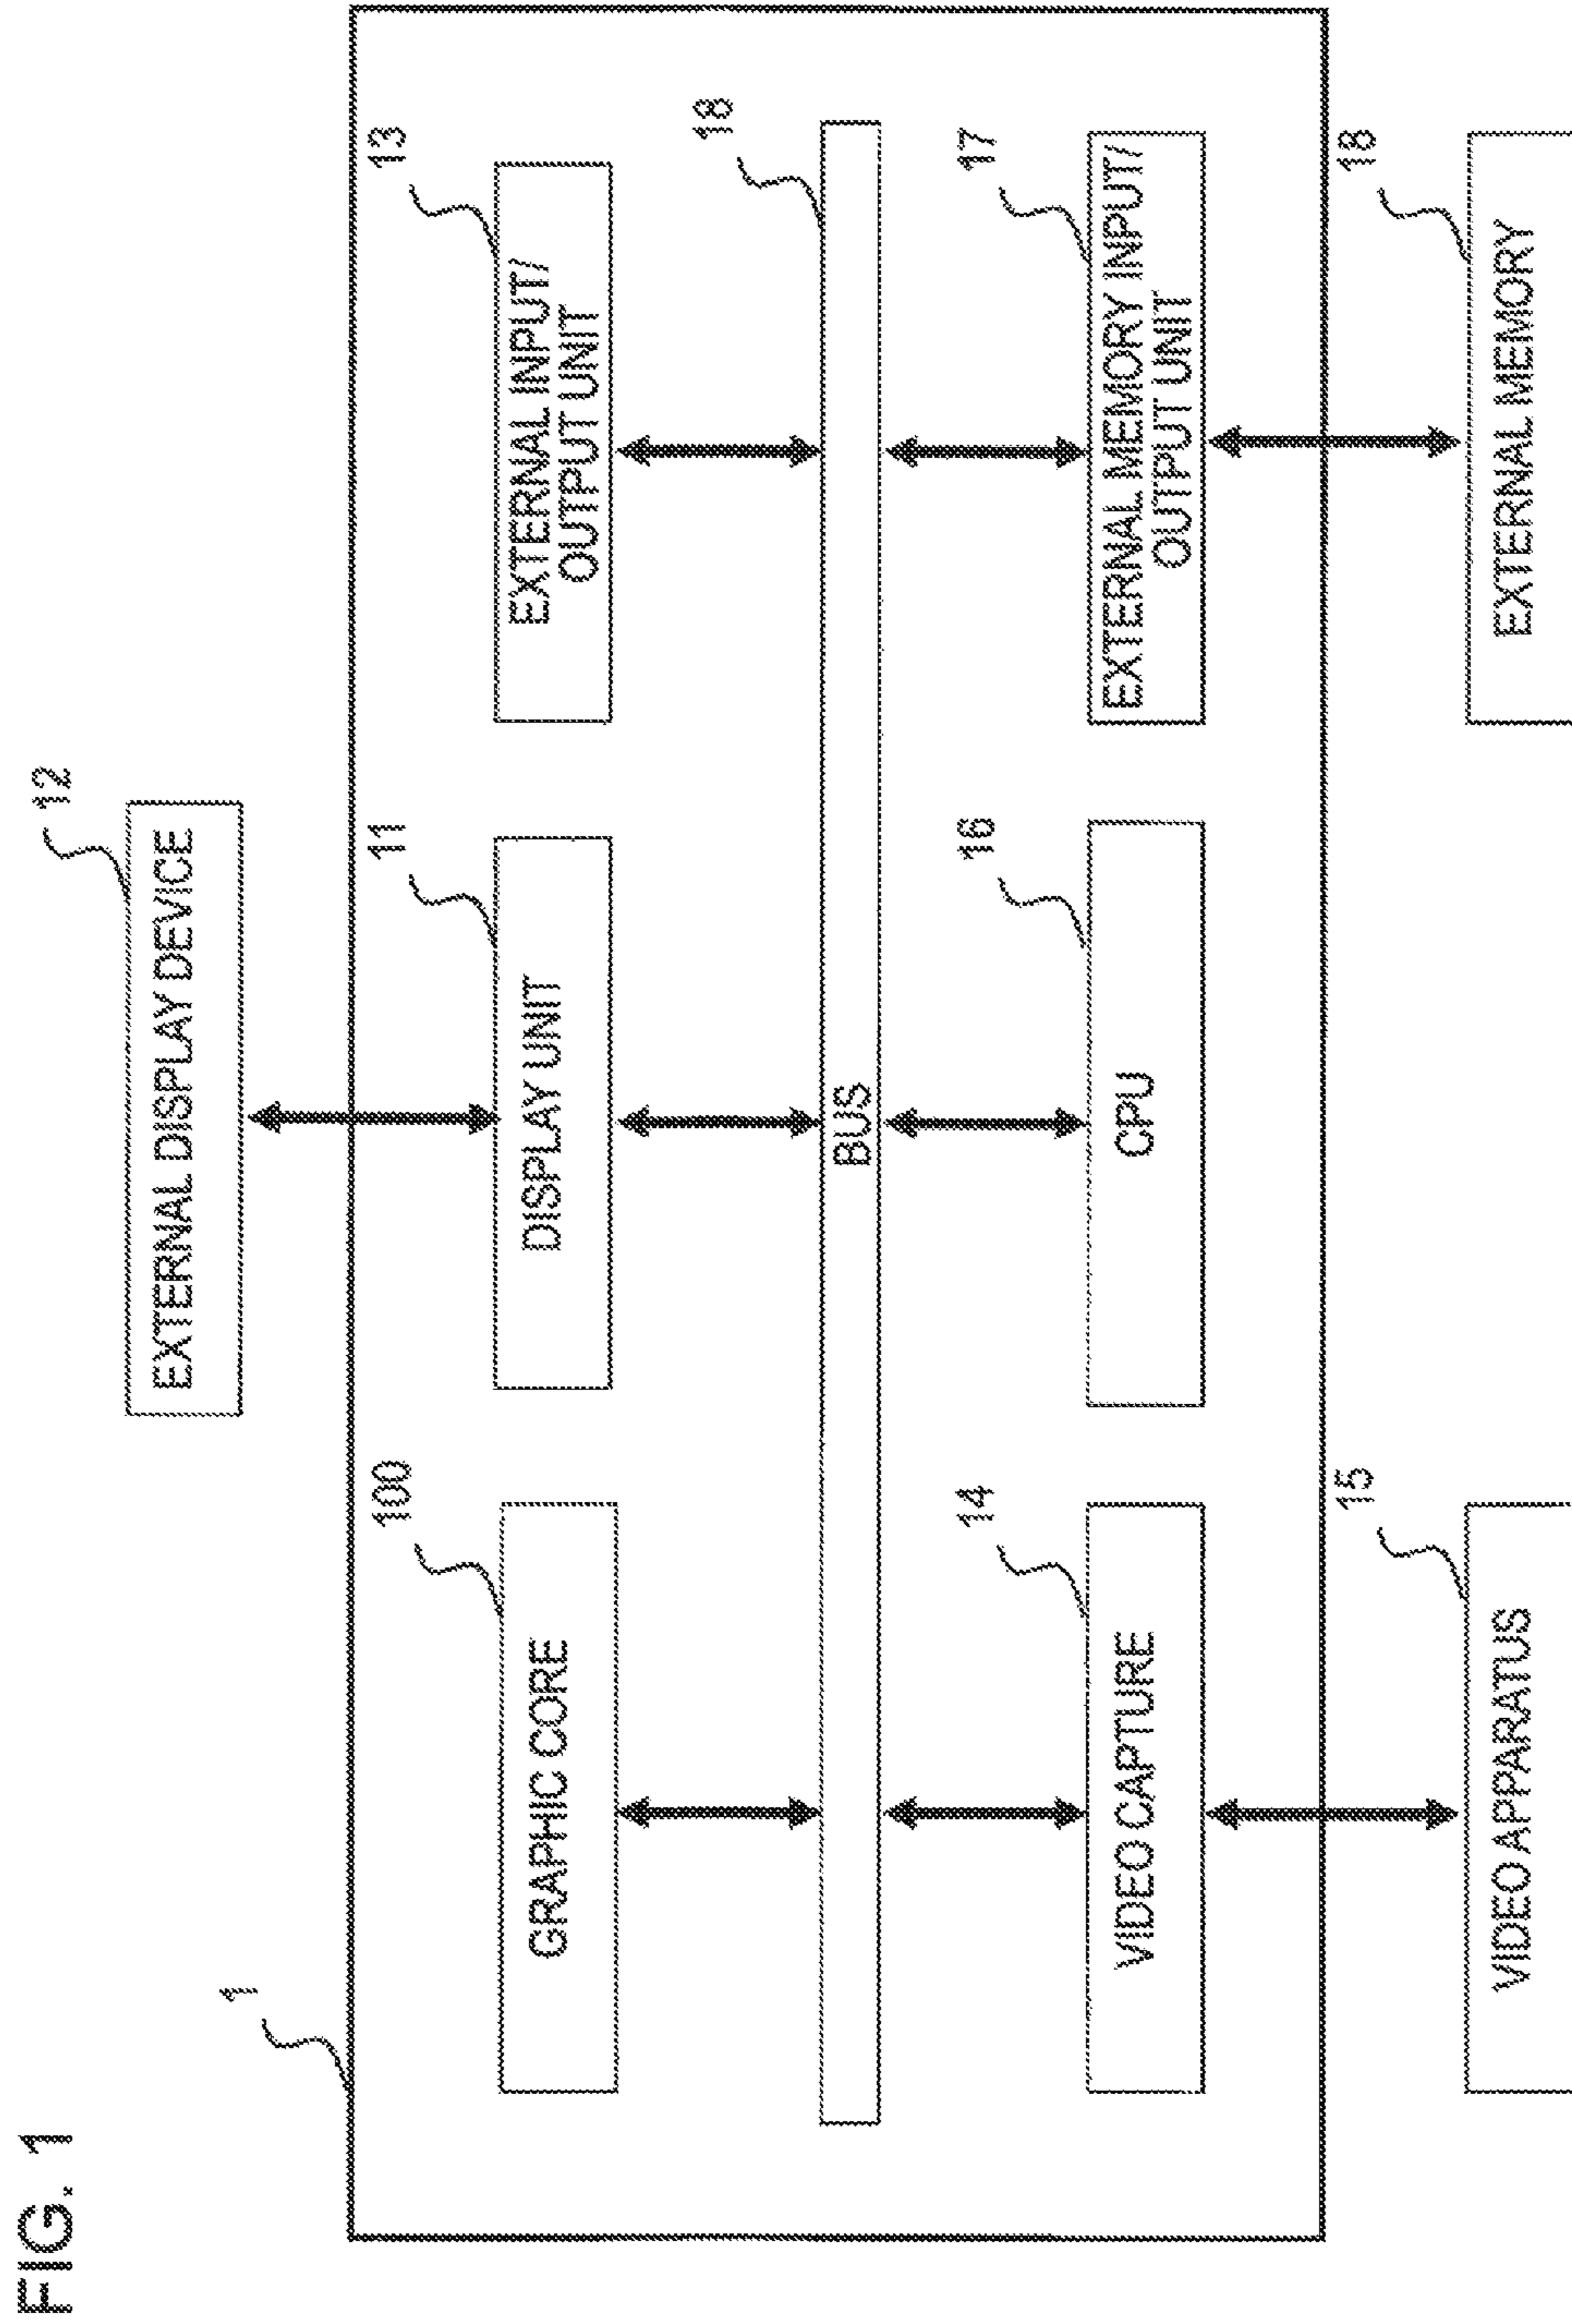 FIG. 1
12
EXTERNAL DISPLAY DEVICE
1
100
GRAPHIC CORE
11
DISPLAY UNIT
13
EXTERNAL INPUT/
OUTPUT UNIT
18
BUS
14
VIDEO CAPTURE
16
CPU
17
EXTERNAL MEMORY INPUT/
OUTPUT UNIT
15
VIDEO APPARATUS
18
EXTERNAL MEMORY